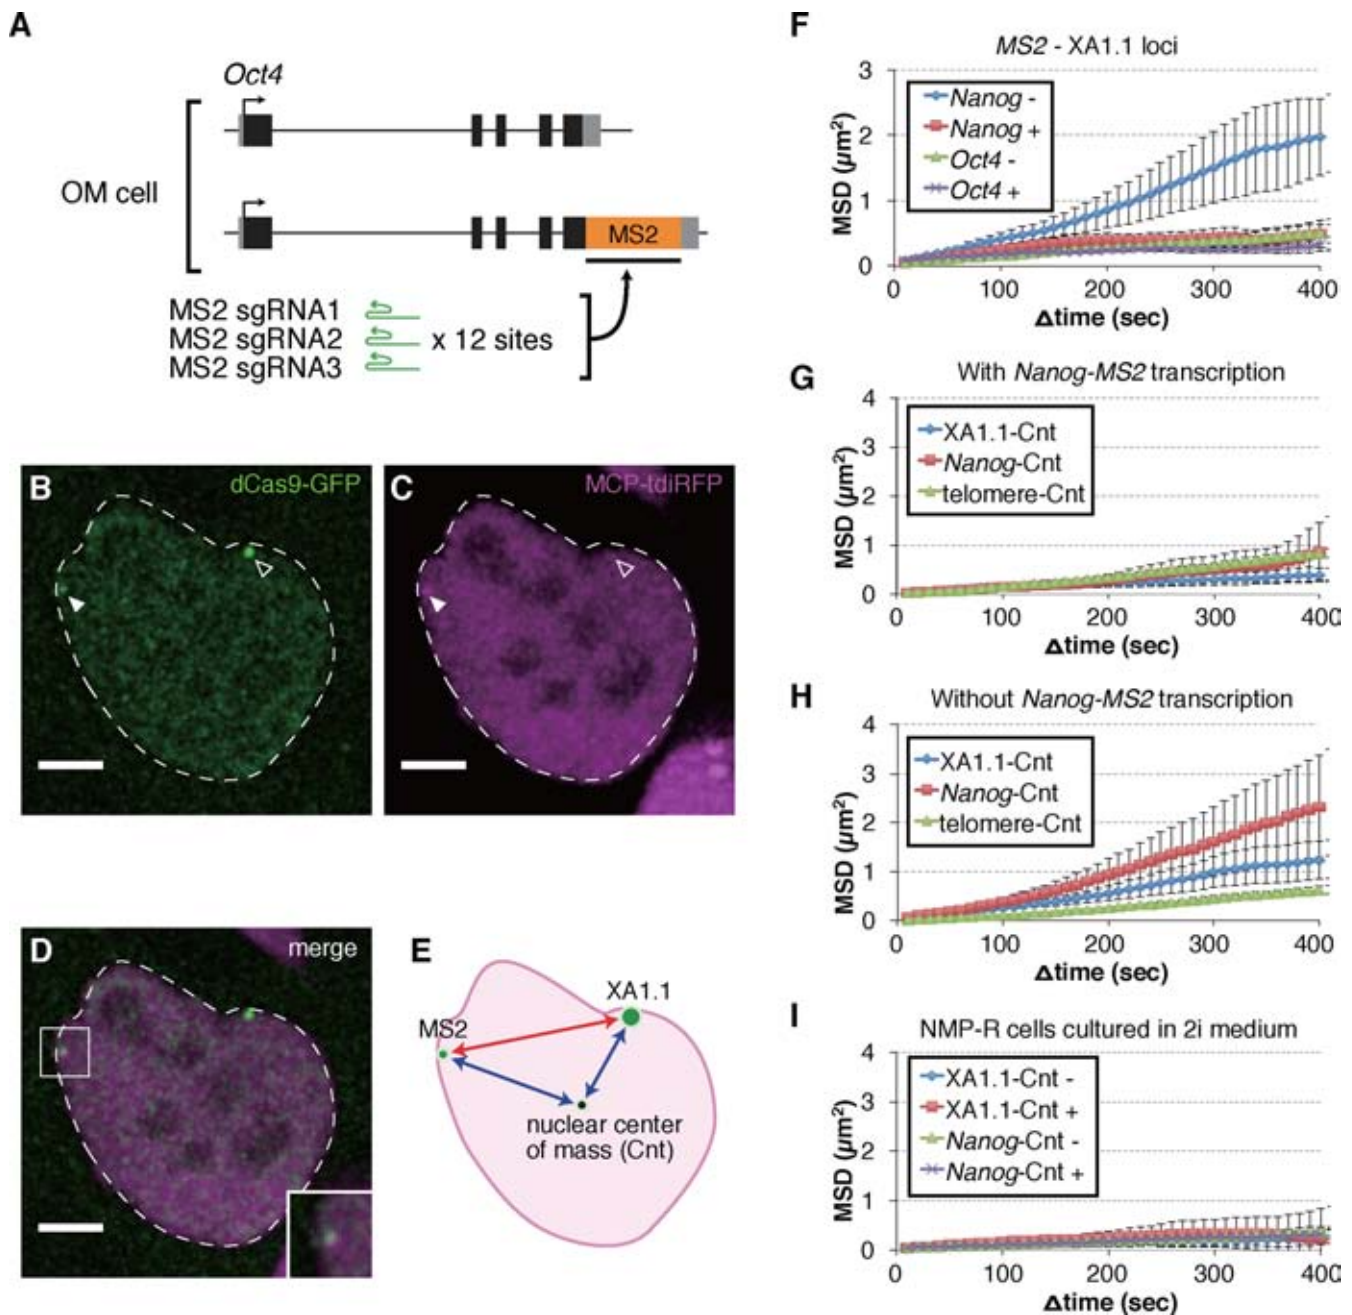 A
Oct4
OM cell
MS2
MS2 sgRNA1
MS2 sgRNA2
MS2 sgRNA3
x 12 sites
B
dCas9-GFP
C
MCP-tdiRFP
D
merge
E
XA1.1
MS2
nuclear center
of mass (Cnt)
F
MS2 - XA1.1 loci
3
2
1
0
MSD (µm²)
Nanog -
Nanog +
Oct4 -
Oct4 +
0 100 200 300 400
Δtime (sec)
G
With Nanog-MS2 transcription
4
3
2
1
0
MSD (µm²)
XA1.1-Cnt
Nanog-Cnt
telomere-Cnt
0 100 200 300 400
Δtime (sec)
H
Without Nanog-MS2 transcription
4
3
2
1
0
MSD (µm²)
XA1.1-Cnt
Nanog-Cnt
telomere-Cnt
0 100 200 300 400
Δtime (sec)
I
NMP-R cells cultured in 2i medium
4
3
2
1
0
MSD (µm²)
XA1.1-Cnt -
XA1.1-Cnt +
Nanog-Cnt -
Nanog-Cnt +
0 100 200 300 400
Δtime (sec)